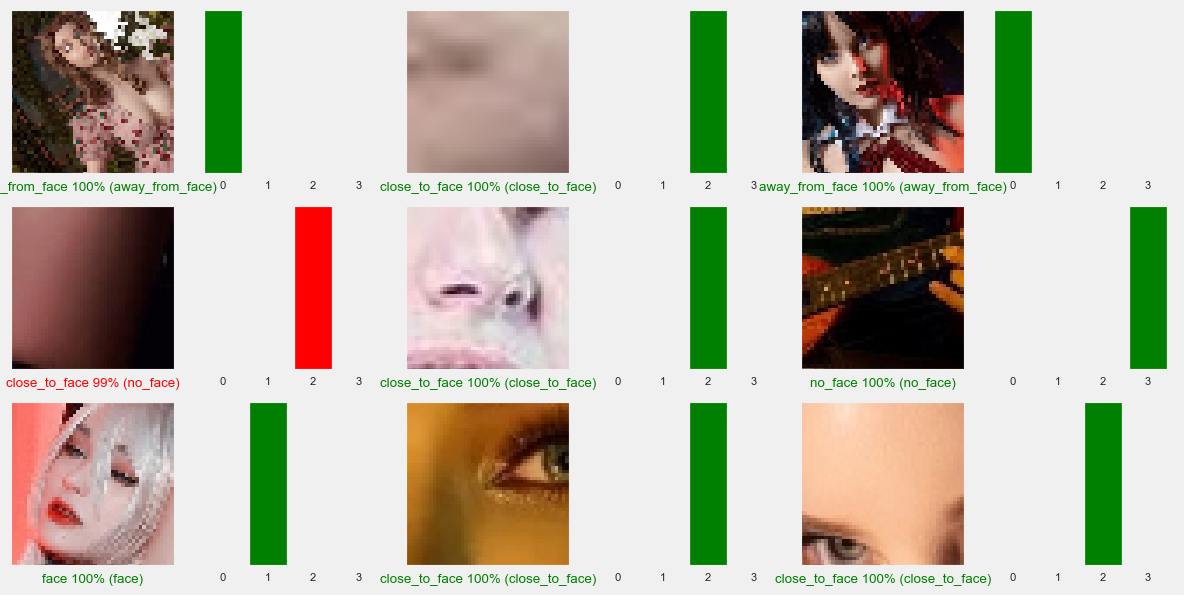 _from_face 100% (away_from_face) 0 1 2 3
close_to_face 100% (close_to_face) 0 1 2 3
away_from_face 100% (away_from_face) 0 1 2 3
close_to_face 99% (no_face) 0 1 2 3
close_to_face 100% (close_to_face) 0 1 2 3
no_face 100% (no_face) 0 1 2 3
face 100% (face) 0 1 2 3
close_to_face 100% (close_to_face) 0 1 2 3
close_to_face 100% (close_to_face) 0 1 2 3